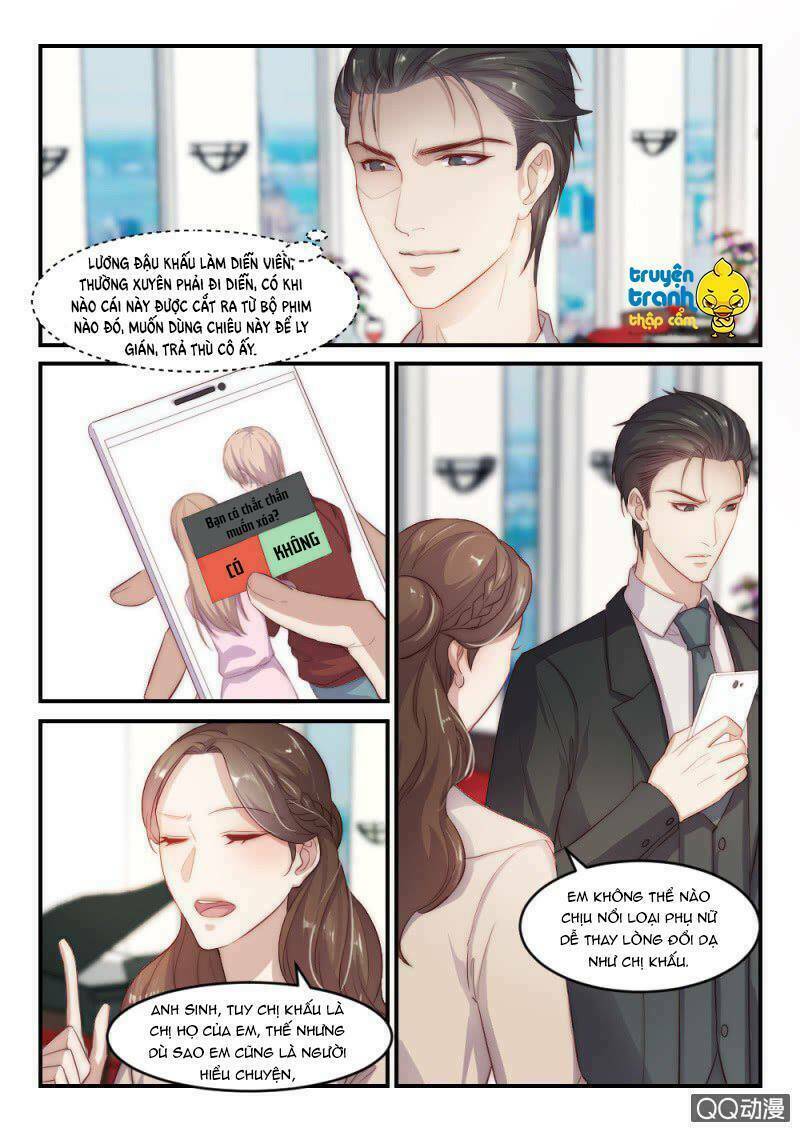 LƯƠNG ĐẬU KHẤU LÀM DIỄN VIÊN,
THƯỜNG XUYÊN PHẢI ĐI DIỄN, CÓ KHI
NÀO CÁI NÀY ĐƯỢC CẮT RA TỪ BỘ PHIM
NÀO ĐÓ, MUỐN DÙNG CHIÊU NÀY ĐỂ LY
GIÁN, TRẢ THÙ CÔ ẤY.
truyện
tranh
thập cẩm
Bạn có chắc chắn
muốn xóa?
CÓ
KHÔNG
ANH SINH, TUY CHỊ KHẤU LÀ
CHỊ HỌ CỦA EM, THẾ NHƯNG
DÙ SAO EM CŨNG LÀ NGƯỜI
HIỂU CHUYỆN,
EM KHÔNG THỂ NÀO
CHỊU NỔI LOẠI PHỤ NỮ
DỄ THAY LÒNG ĐỔI DẠ
NHƯ CHỊ KHẤU.
QQ动漫